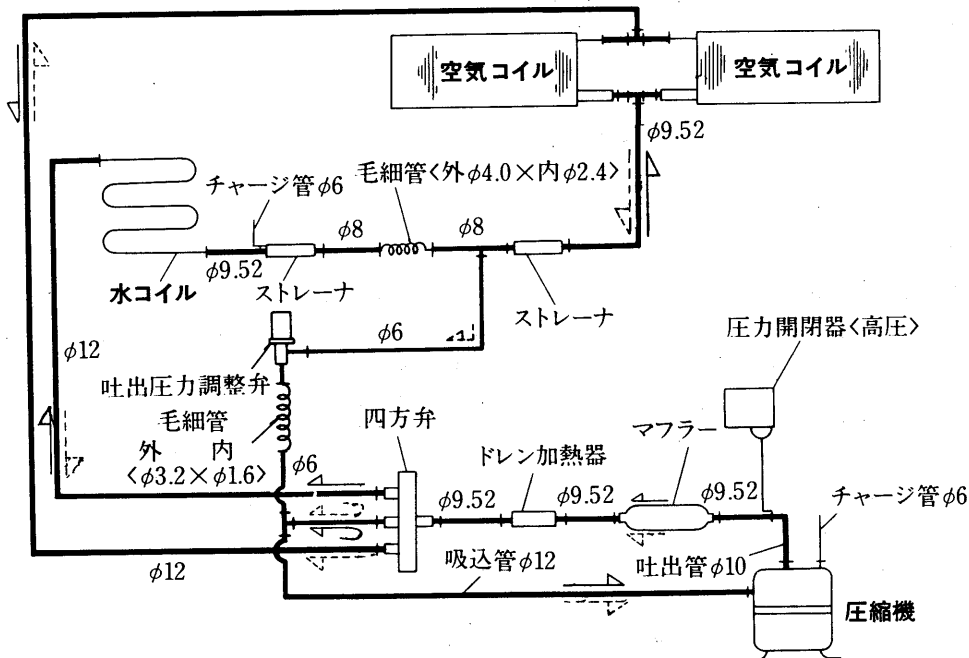 空気コイル
空気コイル
φ9.52
チャージ管φ6
毛細管<外φ4.0×内φ2.4>
φ8
φ8
φ9.52
水コイル
ストレーナ
ストレーナ
φ6
圧力開閉器<高圧>
φ12
吐出圧力調整弁
毛細管
外 内
<φ3.2×φ1.6>
φ6
四方弁
ドレン加熱器
マフラー
φ9.52
φ9.52
φ9.52
チャージ管φ6
φ12
吸込管φ12
吐出管φ10
圧縮機